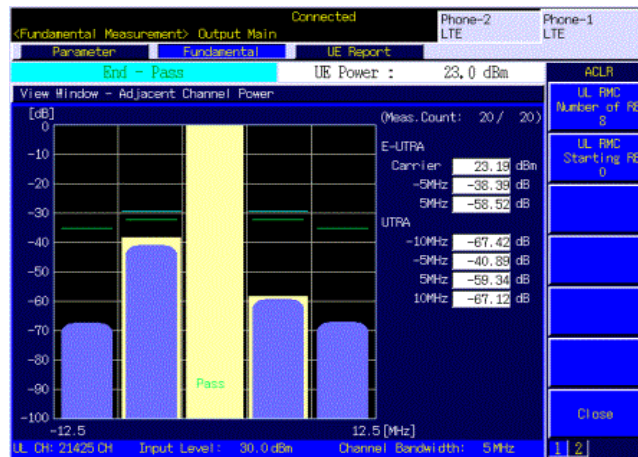 Connected
<Fundamental Measurement> Output Main
Phone-2
LTE
Phone-1
LTE
Parameter
Fundamental
UE Report
End - Pass
UE Power : 23.0 dBm
ACLR
View Window - Adjacent Channel Power
UL RMC
Number of RB
8
UL RMC
Starting RB
0
[dB]
(Meas.Count: 20/ 20)
0
-10
-20
-30
-40
-50
-60
-70
-80
-90
-100
E-UTRA
Carrier 23.19 dBm
-5MHz -38.39 dB
5MHz -58.52 dB
UTRA
-10MHz -67.42 dB
-5MHz -40.89 dB
5MHz -59.34 dB
10MHz -67.12 dB
Pass
-12.5
12.5 [MHz]
Close
UL CH: 21425 CH Input Level: 30.0 dBm Channel Bandwidth: 5 MHz
1 2